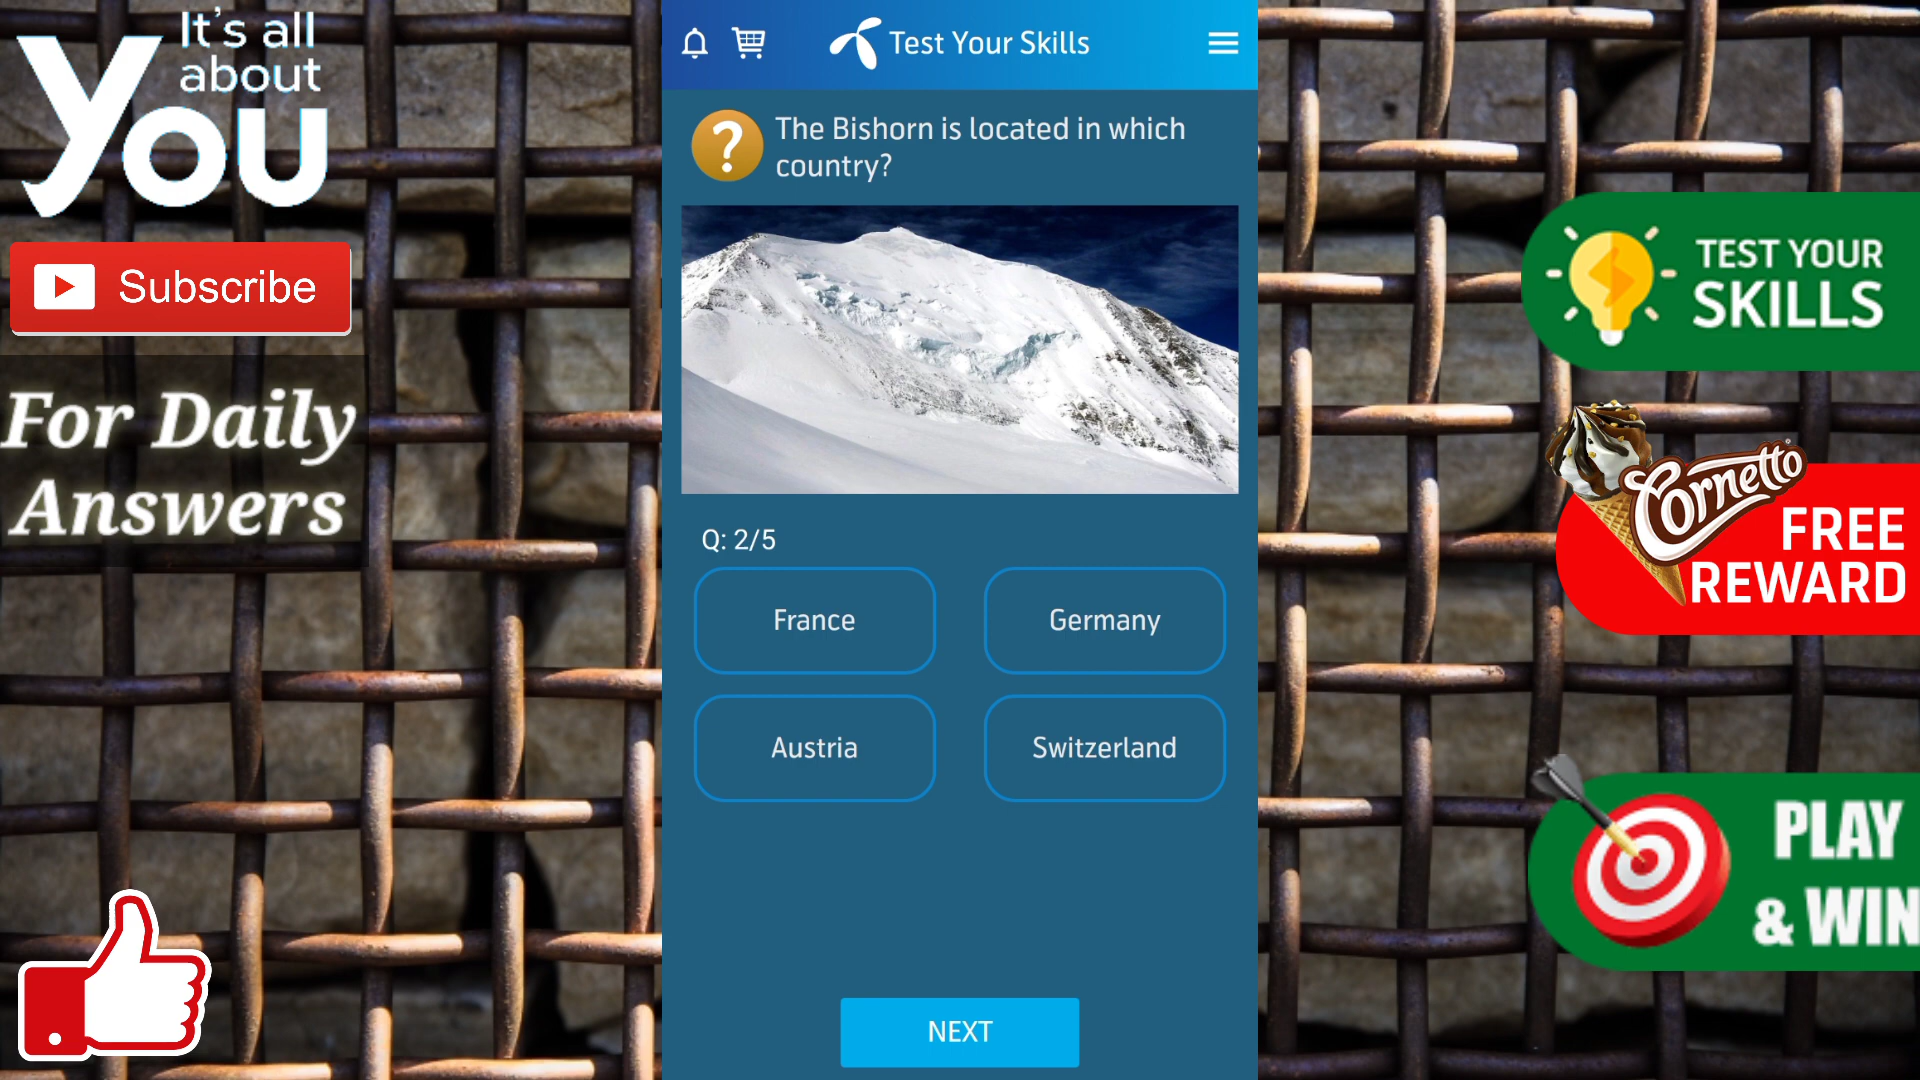 It's all
about
you
Subscribe
For Daily
Answers
Test Your Skills
?
The Bishorn is located in which
country?
Q: 2/5
France
Germany
Austria
Switzerland
NEXT
TEST YOUR
SKILLS
Cornetto
FREE
REWARD
PLAY
& WIN